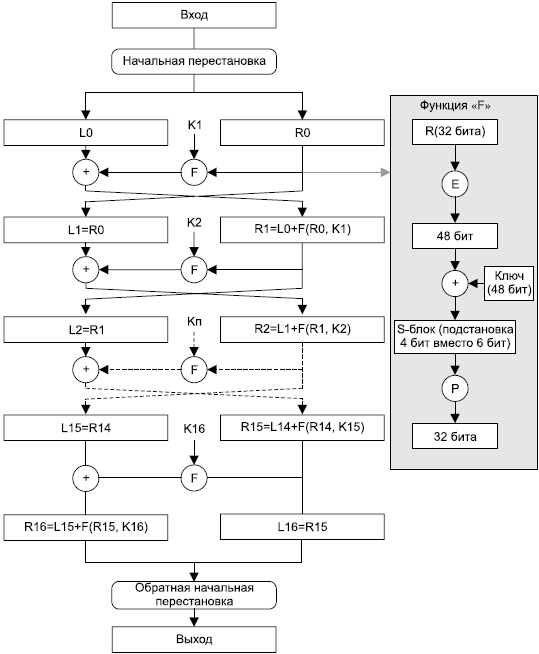 Вход
Начальная перестановка
L0
K1
R0
+
F
L1=R0
K2
R1=L0+F(R0, K1)
+
F
L2=R1
Kп
R2=L1+F(R1, K2)
+
F
L15=R14
K16
R15=L14+F(R14, K15)
+
F
R16=L15+F(R15, K16)
L16=R15
Обратная начальная
перестановка
Выход
Функция «F»
R(32 бита)
E
48 бит
+
Ключ
(48 бит)
S-блок (подстановка
4 бит вместо 6 бит)
P
32 бита